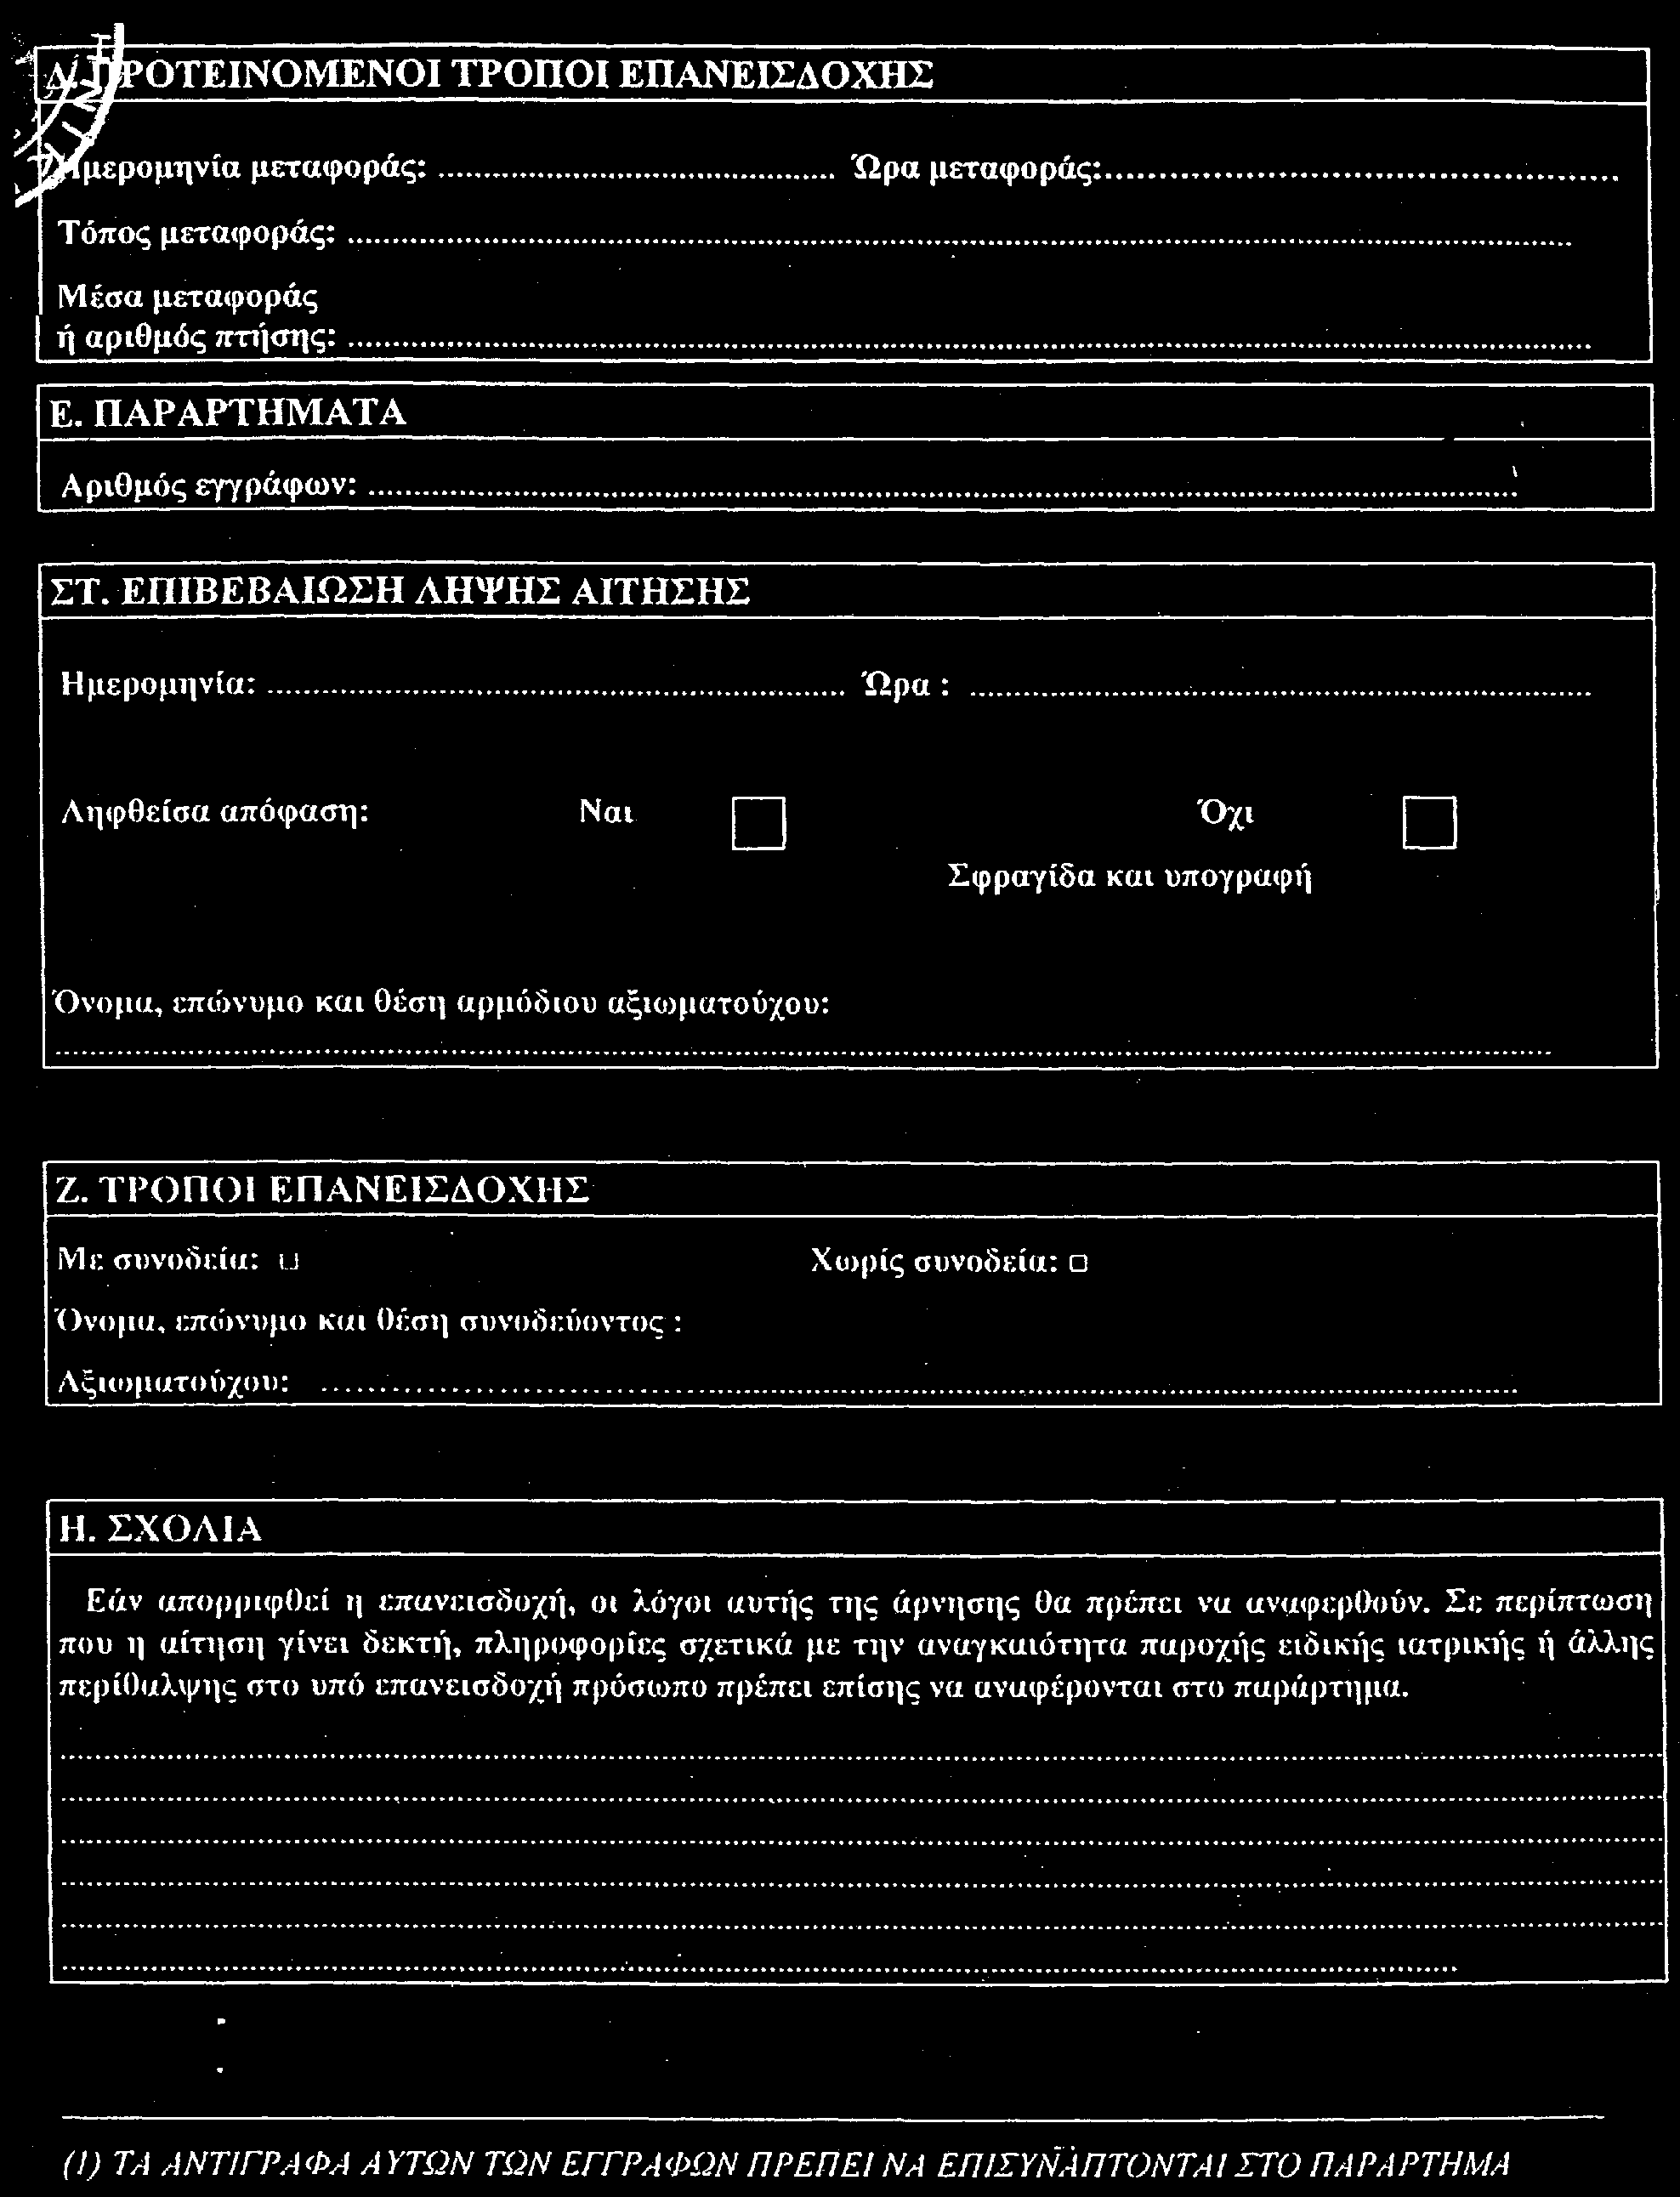 Δ. ΠΡΟΤΕΙΝΟΜΕΝΟΙ ΤΡΟΠΟΙ ΕΠΑΝΕΙΣΔΟΧΗΣ
Ημερομηνία μεταφοράς: .......................................... Ώρα μεταφοράς:..........................................
Τόπος μεταφοράς: ..........................................
Μέσα μεταφοράς
ή αριθμός πτήσης: ..........................................
Ε. ΠΑΡΑΡΤΗΜΑΤΑ
Αριθμός εγγράφων: ..........................................
ΣΤ. ΕΠΙΒΕΒΑΙΩΣΗ ΛΗΨΗΣ ΑΙΤΗΣΗΣ
Ημερομηνία: .......................................... Ώρα : ..........................................
Ληφθείσα απόφαση: Ναι □ Όχι □
Σφραγίδα και υπογραφή
Όνομα, επώνυμο και θέση αρμόδιου αξιωματούχου:
..........................................
Ζ. ΤΡΟΠΟΙ ΕΠΑΝΕΙΣΔΟΧΗΣ
Με συνοδεία: □ Χωρίς συνοδεία: □
Όνομα, επώνυμο και θέση συνοδεύοντος :
Αξιωματούχου: ..........................................
Η. ΣΧΟΛΙΑ
Εάν απορριφθεί η επανεισδοχή, οι λόγοι αυτής της άρνησης θα πρέπει να αναφερθούν. Σε περίπτωση
που η αίτηση γίνει δεκτή, πληροφορίες σχετικά με την αναγκαιότητα παροχής ειδικής ιατρικής ή άλλης
περίθαλψης στο υπό επανεισδοχή πρόσωπο πρέπει επίσης να αναφέρονται στο παράρτημα.
..........................................
..........................................
..........................................
..........................................
..........................................
..........................................
(1) ΤΑ ΑΝΤΙΓΡΑΦΑ ΑΥΤΩΝ ΤΩΝ ΕΓΓΡΑΦΩΝ ΠΡΕΠΕΙ ΝΑ ΕΠΙΣΥΝΑΠΤΟΝΤΑΙ ΣΤΟ ΠΑΡΑΡΤΗΜΑ